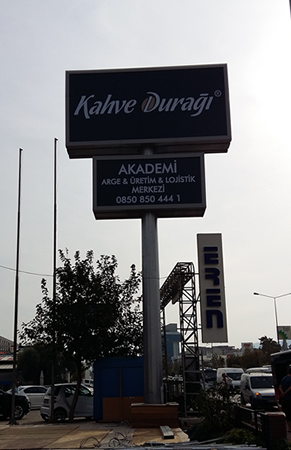 Kahve Durağı®
AKADEMİ
ARGE & ÜRETİM & LOJİSTİK
MERKEZİ
0850 850 444 1
EREN